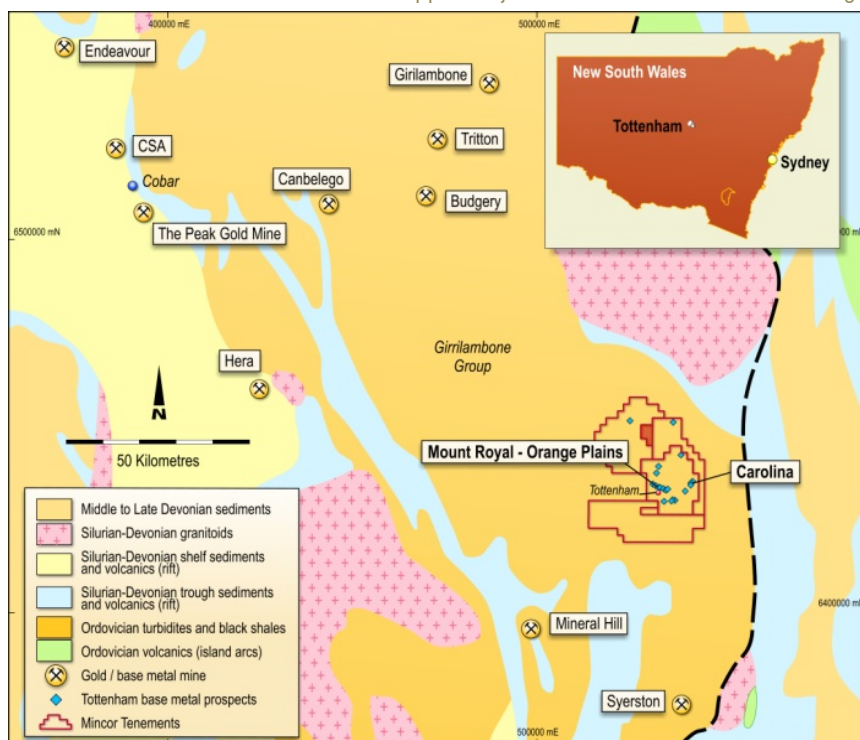 400000 mE
500000 mE
Endeavour
Girilambone
New South Wales
Tottenham
Sydney
CSA
Tritton
Cobar
Canbelego
Budgery
The Peak Gold Mine
6500000 mN
Girrilambone
Group
Hera
N
50 Kilometres
Mount Royal - Orange Plains
Carolina
Tottenham
Middle to Late Devonian sediments
Silurian-Devonian granitoids
Silurian-Devonian shelf sediments
and volcanics (rift)
Silurian-Devonian trough sediments
and volcanics (rift)
Ordovician turbidites and black shales
Ordovician volcanics (island arcs)
Gold / base metal mine
Tottenham base metal prospects
Mincor Tenements
Mineral Hill
6400000 mN
Syerston
500000 mE